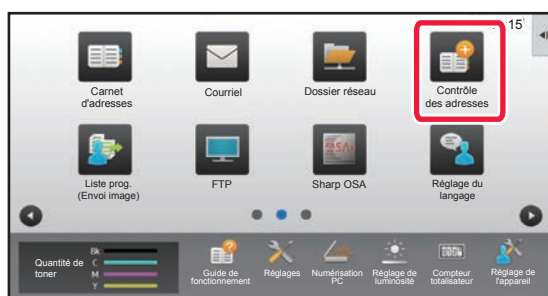 15
Carnet
d'adresses
Courriel
Dossier réseau
Contrôle
des adresses
Liste prog.
(Envoi image)
FTP
Sharp OSA
Réglage du
langage
Quantité de
toner
Bk
C
M
Y
Guide de
fonctionnement
Réglages
Numérisation
PC
Réglage de
luminosité
Compteur
totalisateur
Réglage de
l'appareil